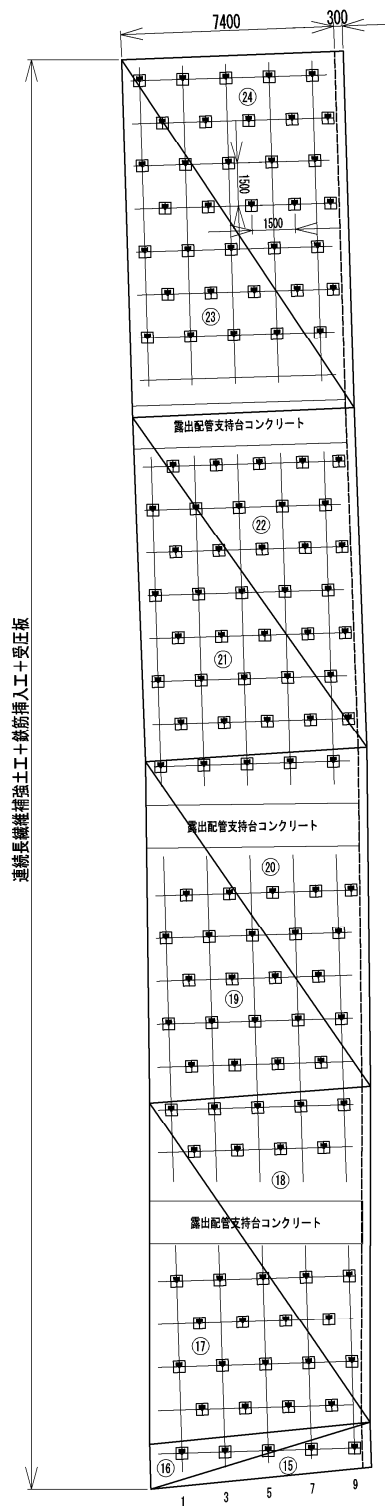 7400 300
㉔
1500
1500
㉓
露出配管支持台コンクリート
㉒
連続長繊維補強土工+鉄筋挿入工+受圧板
㉑
露出配管支持台コンクリート
⑳
⑲
⑱
露出配管支持台コンクリート
⑰
⑯ ⑮
1 3 5 7 9